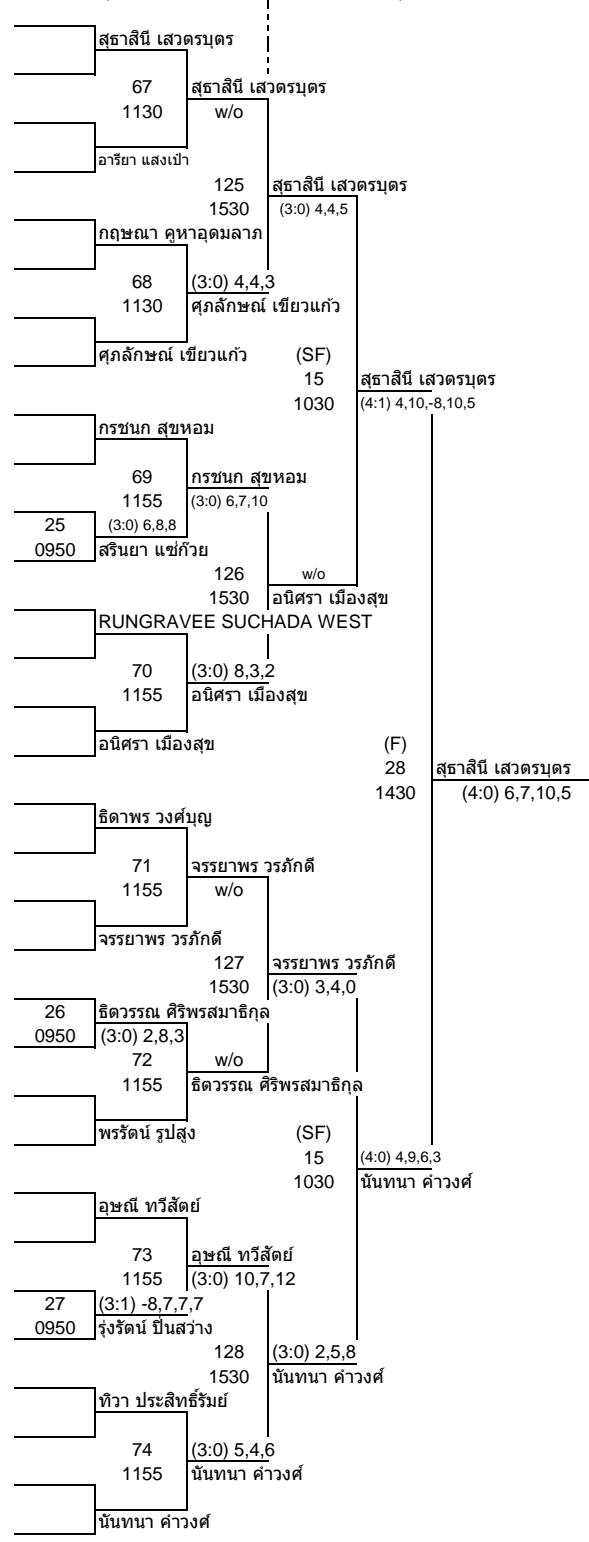 สุธาสินี เสวตรบุตร
67 สุธาสินี เสวตรบุตร
1130 w/o
อารียา แสงเป๋า
125 สุธาสินี เสวตรบุตร
1530 (3:0) 4,4,5
กฤษณา คูหาอุดมลาภ
68 (3:0) 4,4,3
1130 ศุภลักษณ์ เขียวแก้ว
ศุภลักษณ์ เขียวแก้ว (SF)
15 สุธาสินี เสวตรบุตร
1030 (4:1) 4,10,-8,10,5
กรชนก สุขหอม
69 กรชนก สุขหอม
1155 (3:0) 6,7,10
25 (3:0) 6,8,8
0950 สรินยา แซ่ก๊วย
126 w/o
1530 อนิศรา เมืองสุข
RUNGRAVEE SUCHADA WEST
70 (3:0) 8,3,2
1155 อนิศรา เมืองสุข
อนิศรา เมืองสุข (F)
28 สุธาสินี เสวตรบุตร
1430 (4:0) 6,7,10,5
ธิดาพร วงศ์บุญ
71 จรรยาพร วรภักดี
1155 w/o
จรรยาพร วรภักดี
127 จรรยาพร วรภักดี
1530 (3:0) 3,4,0
26 ธิตวรรณ ศิริพรสมาธิกุล
0950 (3:0) 2,8,3
72 w/o
1155 ธิตวรรณ ศิริพรสมาธิกุล
พรรัตน์ รูปสูง (SF)
15 (4:0) 4,9,6,3
1030 นันทนา คำวงศ์
อุษณี ทวีสัตย์
73 อุษณี ทวีสัตย์
1155 (3:0) 10,7,12
27 (3:1) -8,7,7,7
0950 รุ่งรัตน์ ปิ่นสว่าง
128 (3:0) 2,5,8
1530 นันทนา คำวงศ์
ทิวา ประสิทธิ์รัมย์
74 (3:0) 5,4,6
1155 นันทนา คำวงศ์
นันทนา คำวงศ์